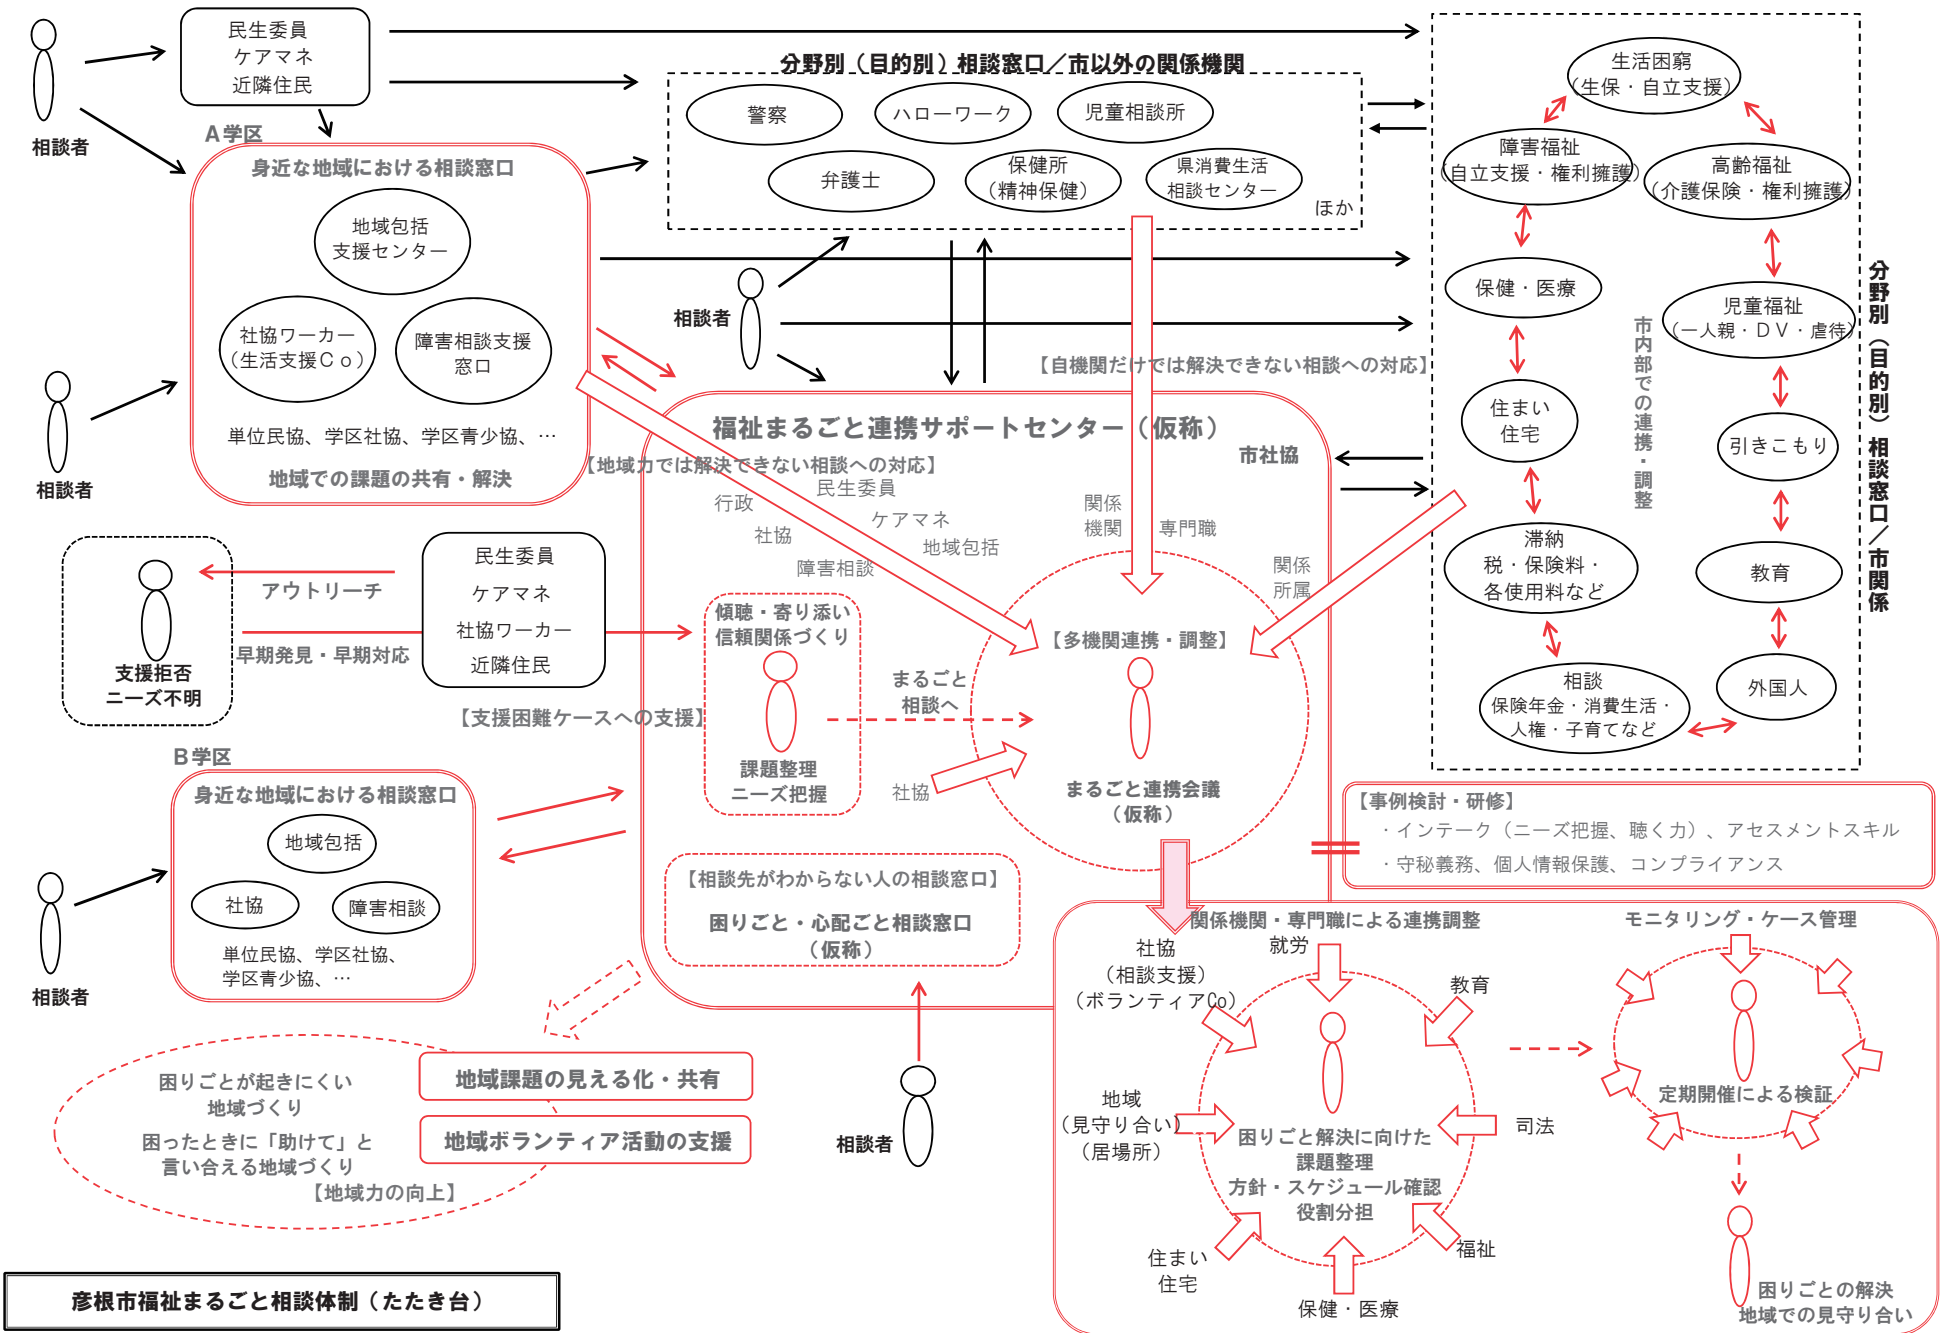 民生委員
ケアマネ
近隣住民
相談者
A学区
身近な地域における相談窓口
地域包括
支援センター
社協ワーカー
(生活支援Co)
障害相談支援
窓口
単位民協、学区社協、学区青少協、…
地域での課題の共有・解決
相談者
分野別(目的別)相談窓口/市以外の関係機関
警察
ハローワーク
児童相談所
弁護士
保健所
(精神保健)
県消費生活
相談センター
ほか
相談者
【自機関だけでは解決できない相談への対応】
生活困窮
(生保・自立支援)
障害福祉
(自立支援・権利擁護)
高齢福祉
(介護保険・権利擁護)
保健・医療
児童福祉
(一人親・DV・虐待)
住まい
住宅
引きこもり
滞納
税・保険料・
各使用料など
教育
相談
保険年金・消費生活・
人権・子育てなど
外国人
市内部での連携・調整
分野別(目的別)相談窓口/市関係
福祉まるごと連携サポートセンター(仮称)
【地域力では解決できない相談への対応】
市社協
行政
民生委員
社協
ケアマネ
地域包括
障害相談
関係
機関
専門職
関係
所属
支援拒否
ニーズ不明
アウトリーチ
早期発見・早期対応
民生委員
ケアマネ
社協ワーカー
近隣住民
【支援困難ケースへの支援】
傾聴・寄り添い
信頼関係づくり
課題整理
ニーズ把握
まるごと
相談へ
社協
【多機関連携・調整】
まるごと連携会議
(仮称)
B学区
身近な地域における相談窓口
地域包括
社協
障害相談
単位民協、学区社協、
学区青少協、…
相談者
【相談先がわからない人の相談窓口】
困りごと・心配ごと相談窓口
(仮称)
相談者
【事例検討・研修】
・インテーク(ニーズ把握、聴く力)、アセスメントスキル
・守秘義務、個人情報保護、コンプライアンス
関係機関・専門職による連携調整
社協
(相談支援)
(ボランティアCo)
就労
教育
地域
(見守り合い)
(居場所)
司法
困りごと解決に向けた
課題整理
方針・スケジュール確認
役割分担
住まい
住宅
保健・医療
福祉
モニタリング・ケース管理
定期開催による検証
困りごとの解決
地域での見守り合い
困りごとが起きにくい
地域づくり
困ったときに「助けて」と
言い合える地域づくり
【地域力の向上】
地域課題の見える化・共有
地域ボランティア活動の支援
彦根市福祉まるごと相談体制(たたき台)